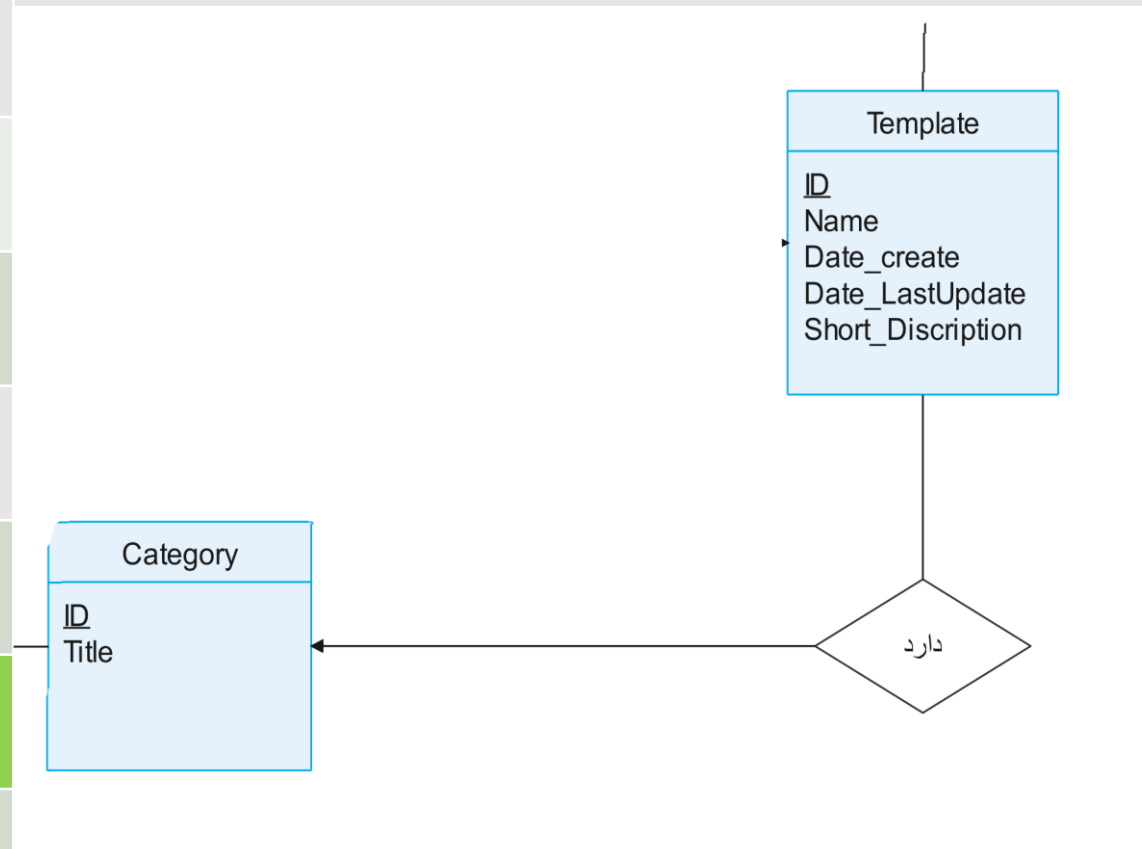 Template
ID
Name
Date_create
Date_LastUpdate
Short_Discription
Category
ID
Title
دارد